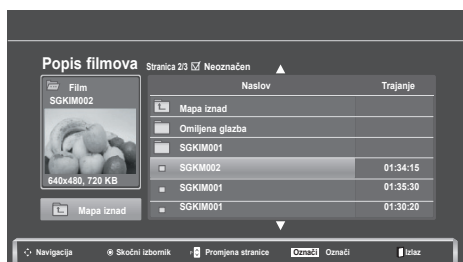 Popis filmova Stranica 2/3 Neoznačen
Film
SGKIM002
640x480, 720 KB
Mapa iznad
Naslov Trajanje
Mapa iznad
Omiljena glazba
SGKIM001
SGKM002 01:34:15
SGKIM001 01:35:30
SGKIM001 01:30:20
Navigacija Skočni izbornik Promjena stranice Označi Označi Izlaz